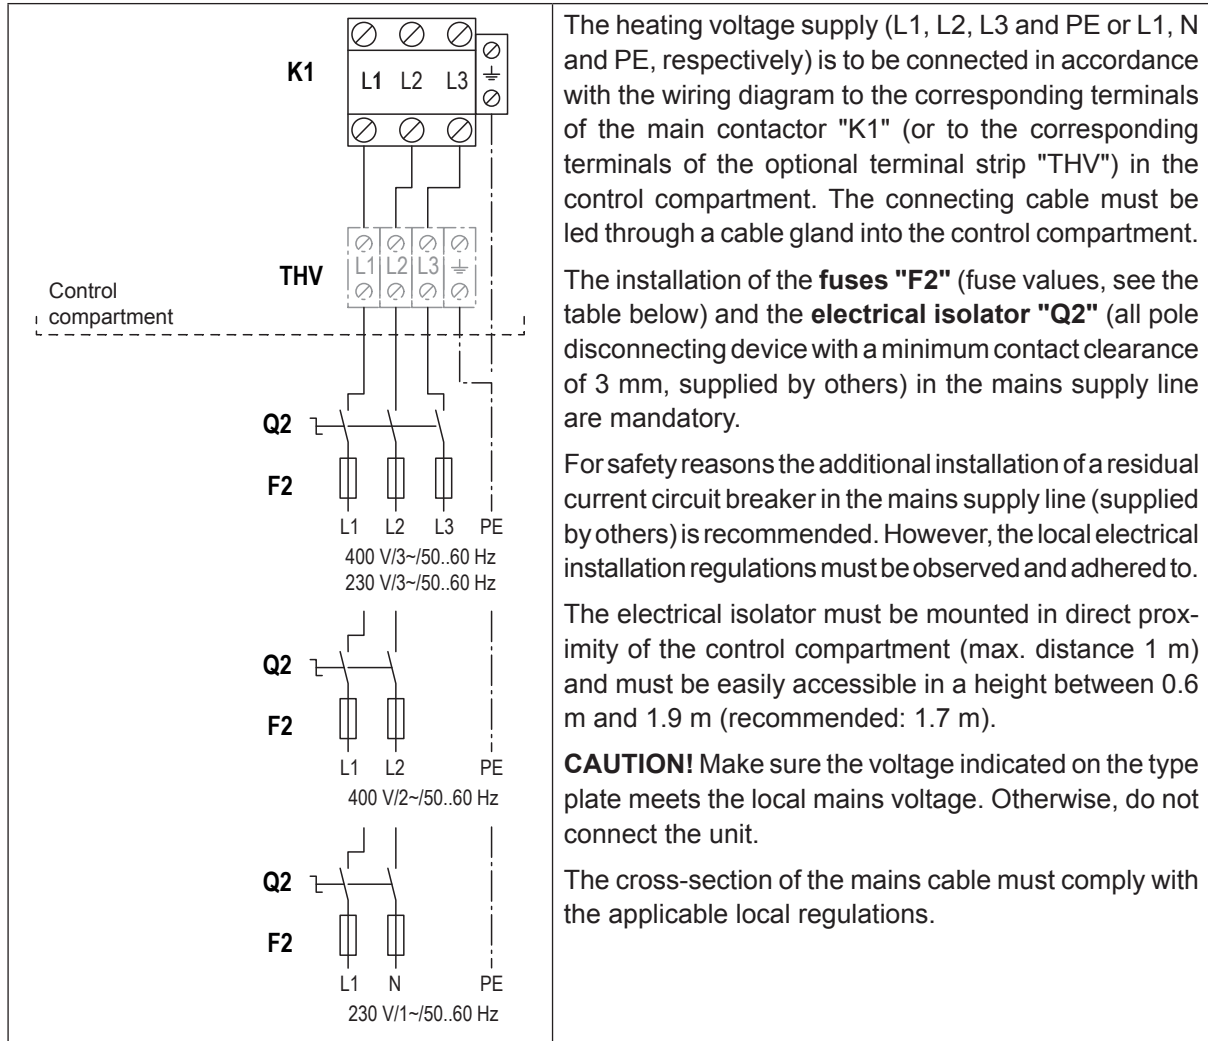 K1
L1 L2 L3
THV
L1 L2 L3
Control
compartment
Q2
F2
L1 L2 L3 PE
400 V/3~/50..60 Hz
230 V/3~/50..60 Hz
Q2
F2
L1 L2 PE
400 V/2~/50..60 Hz
Q2
F2
L1 N PE
230 V/1~/50..60 Hz
The heating voltage supply (L1, L2, L3 and PE or L1, N
and PE, respectively) is to be connected in accordance
with the wiring diagram to the corresponding terminals
of the main contactor "K1" (or to the corresponding
terminals of the optional terminal strip "THV") in the
control compartment. The connecting cable must be
led through a cable gland into the control compartment.
The installation of the fuses "F2" (fuse values, see the
table below) and the electrical isolator "Q2" (all pole
disconnecting device with a minimum contact clearance
of 3 mm, supplied by others) in the mains supply line
are mandatory.
For safety reasons the additional installation of a residual
current circuit breaker in the mains supply line (supplied
by others) is recommended. However, the local electrical
installation regulations must be observed and adhered to.
The electrical isolator must be mounted in direct prox-
imity of the control compartment (max. distance 1 m)
and must be easily accessible in a height between 0.6
m and 1.9 m (recommended: 1.7 m).
CAUTION! Make sure the voltage indicated on the type
plate meets the local mains voltage. Otherwise, do not
connect the unit.
The cross-section of the mains cable must comply with
the applicable local regulations.